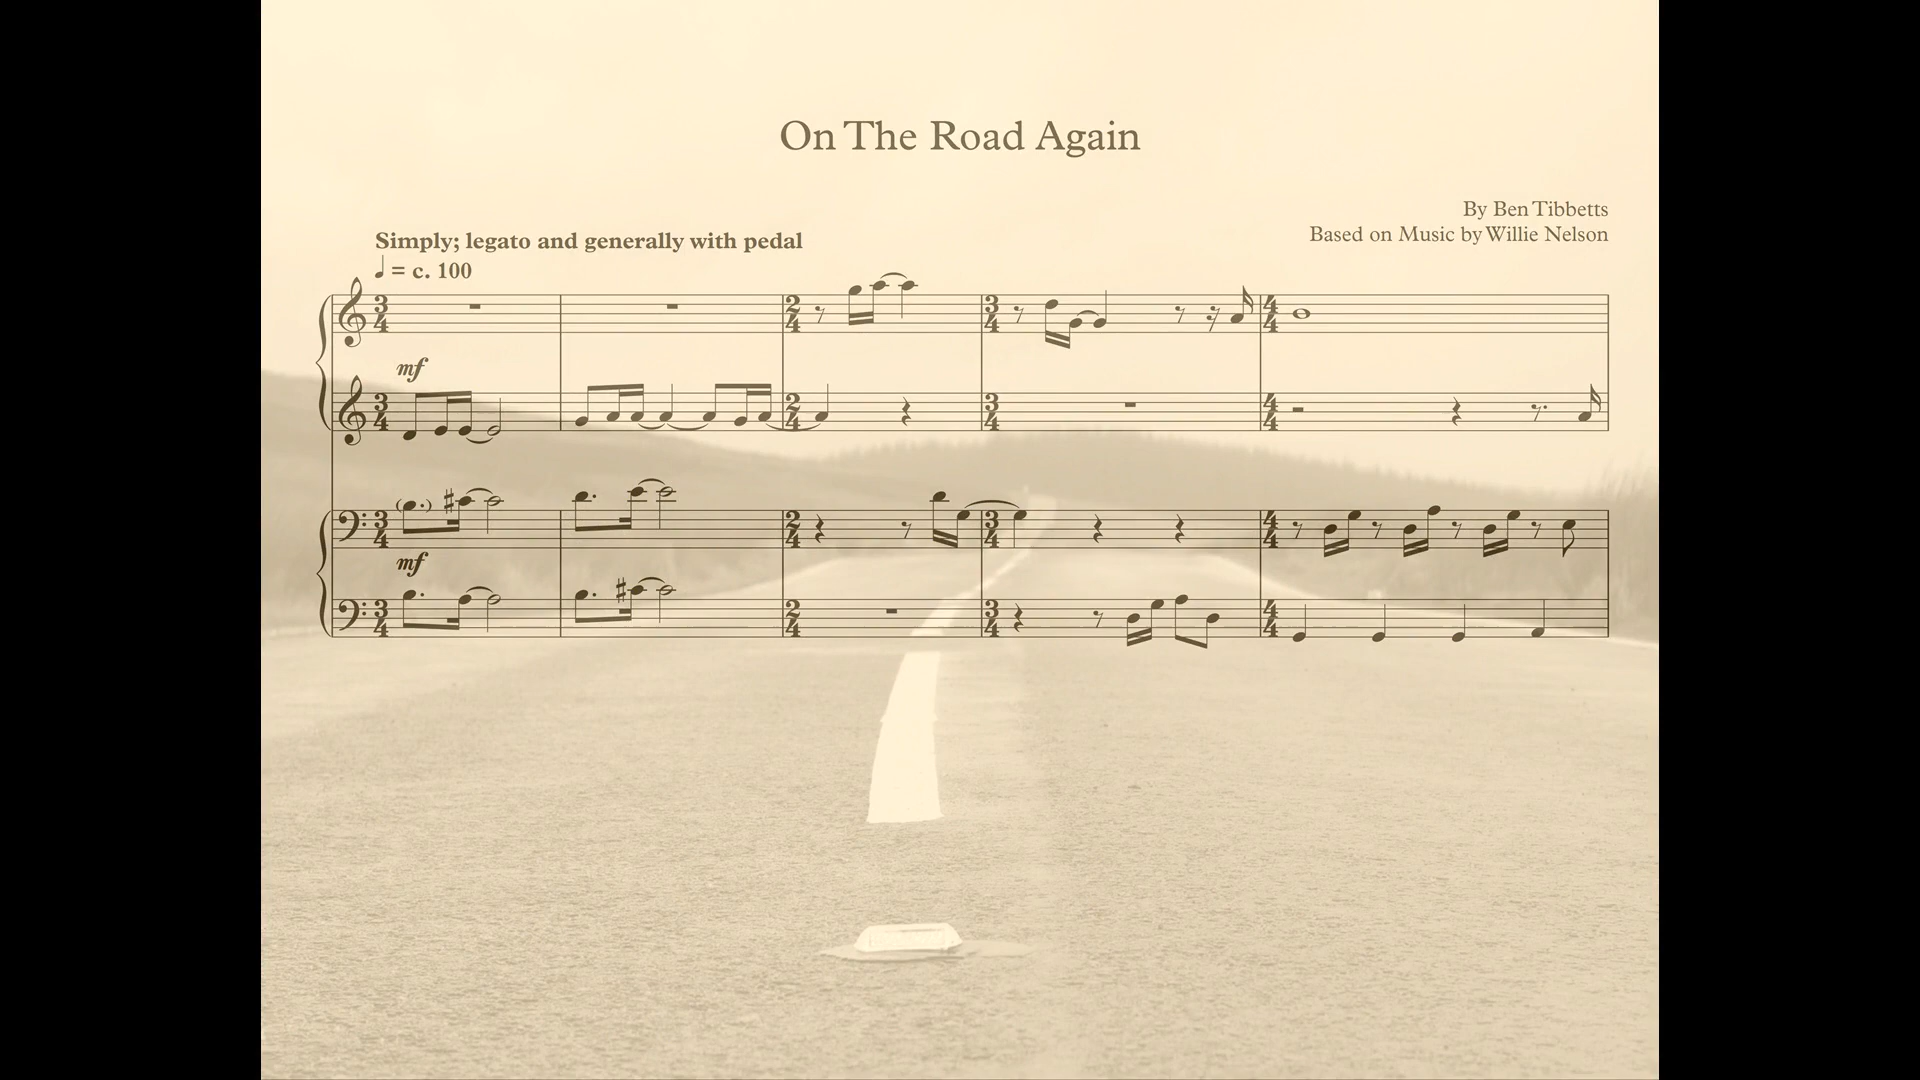 On The Road Again
By Ben Tibbetts
Based on Music by Willie Nelson
Simply; legato and generally with pedal
♩ = c. 100
mf
mf